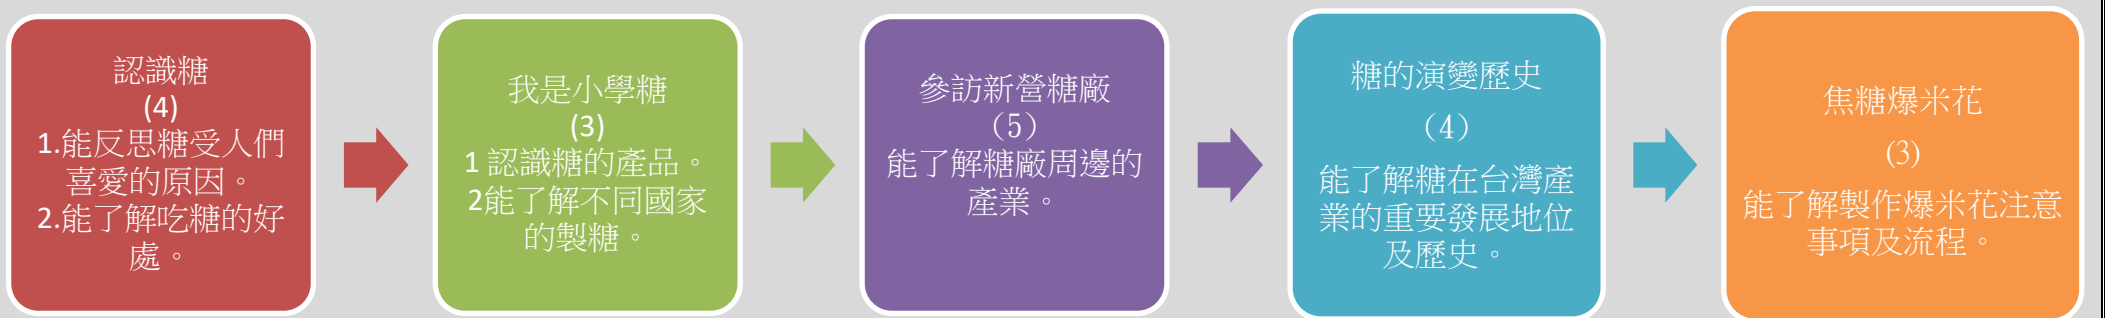 認識糖
(4)
1.能反思糖受人們
喜愛的原因。
2.能了解吃糖的好
處。
我是小學糖
(3)
1 認識糖的產品。
2能了解不同國家
的製糖。
參訪新營糖廠
（5）
能了解糖廠周邊的
產業。
糖的演變歷史
（4）
能了解糖在台灣產
業的重要發展地位
及歷史。
焦糖爆米花
(3)
能了解製作爆米花注意
事項及流程。